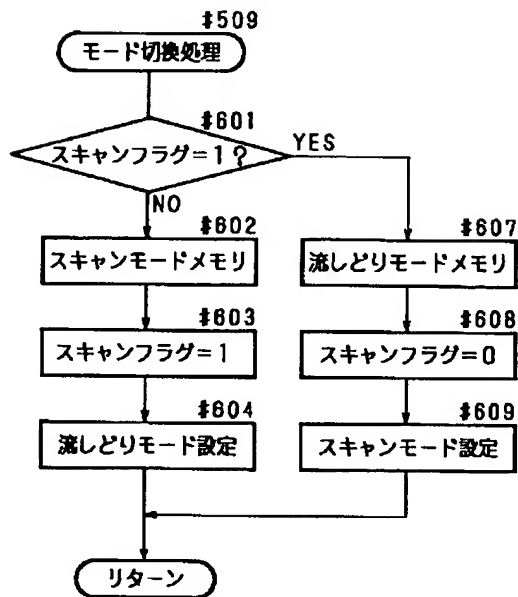 #509
モード切換処理
#601
スキャンフラグ=1?
YES
NO
#602
スキャンモードメモリ
#607
流しどりモードメモリ
#603
スキャンフラグ=1
#608
スキャンフラグ=0
#604
流しどりモード設定
#609
スキャンモード設定
リターン